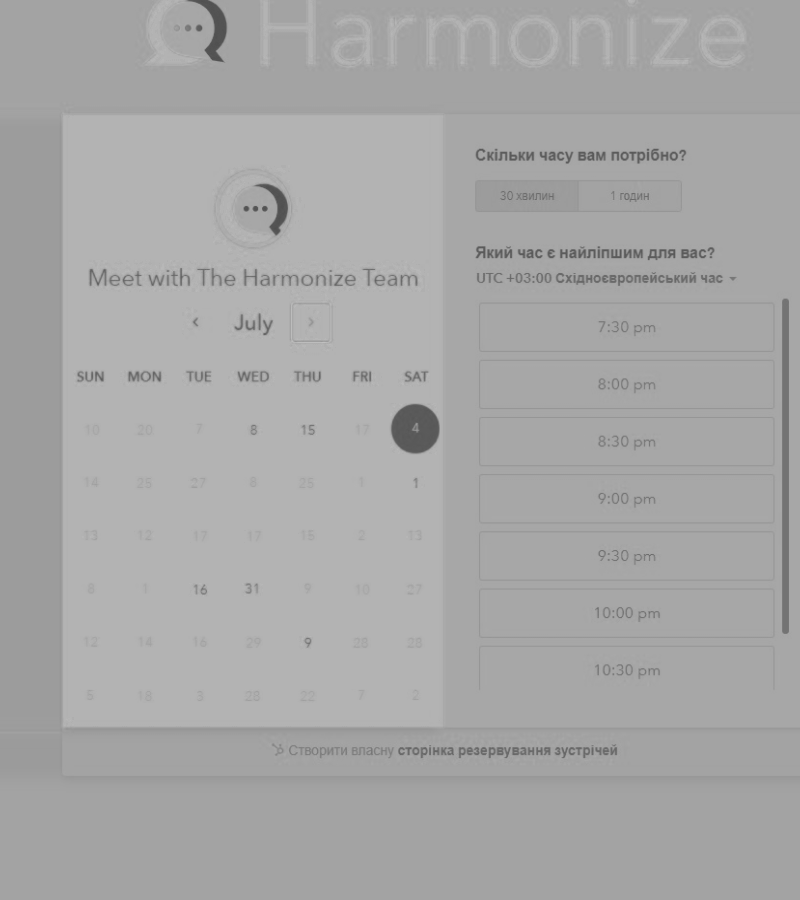 Harmonize
Meet with The Harmonize Team
July
SUN MON TUE WED THU FRI SAT
10 20 7 8 15 17 4
14 25 27 6 25 1 1
13 12 17 17 15 2 13
8 1 16 31 9 10 27
12 14 16 29 9 28 28
5 18 3 28 22 7 2
Скільки часу вам потрібно?
30 хвилин 1 годин
Який час є найліпшим для вас?
UTC +03:00 Східноєвропейський час
7:30 pm
8:00 pm
8:30 pm
9:00 pm
9:30 pm
10:00 pm
10:30 pm
Створити власну сторінка резервування зустрічей